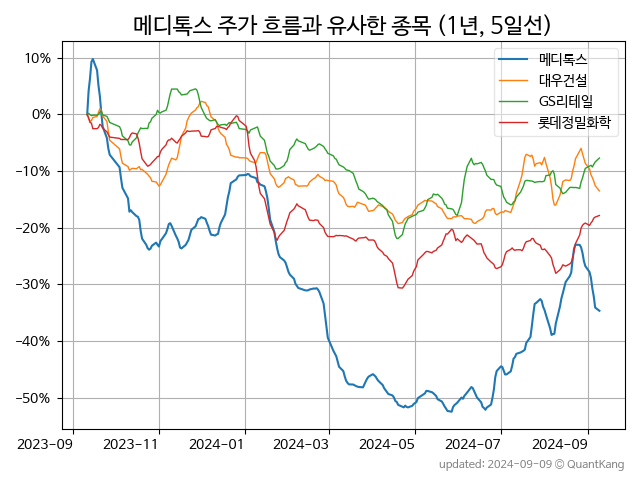 메디톡스 주가 흐름과 유사한 종목 (1년, 5일선)
메디톡스
대우건설
GS리테일
롯데정밀화학
10%
0%
−10%
−20%
−30%
−40%
−50%
2023-09
2023-11
2024-01
2024-03
2024-05
2024-07
2024-09
updated: 2024-09-09 © QuantKang